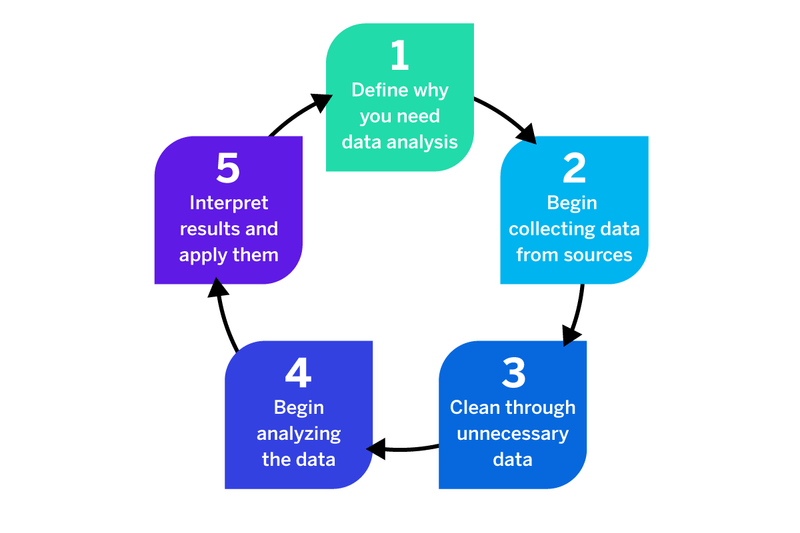 1
Define why
you need
data analysis
2
Begin
collecting data
from sources
3
Clean through
unnecessary
data
4
Begin
analyzing
the data
5
Interpret
results and
apply them